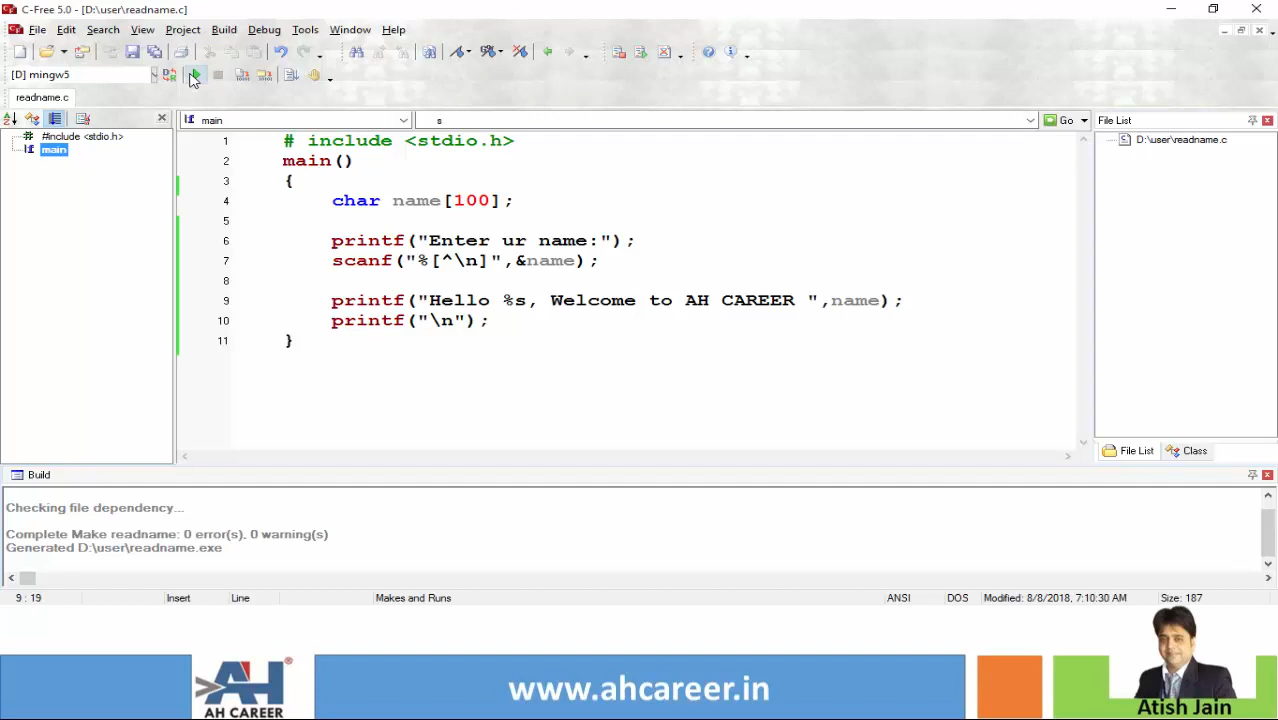 C-Free 5.0 - [D:\user\readname.c]
File Edit Search View Project Build Debug Tools Window Help
[D] mingw5
readname.c
main
s
Go
File List
#include <stdio.h>
main
D:\user\readname.c
1 # include <stdio.h>
2 main()
3 {
4 char name[100];
5
6 printf("Enter ur name:");
7 scanf("%[^\n]",&name);
8
9 printf("Hello %s, Welcome to AH CAREER ",name);
10 printf("\n");
11 }
File List Class
Build
Checking file dependency...
Complete Make readname: 0 error(s), 0 warning(s)
Generated D:\user\readname.exe
9 : 19 Insert Line Makes and Runs ANSI DOS Modified: 8/8/2018, 7:10:30 AM Size: 187
AH
AH CAREER
www.ahcareer.in
Atish Jain